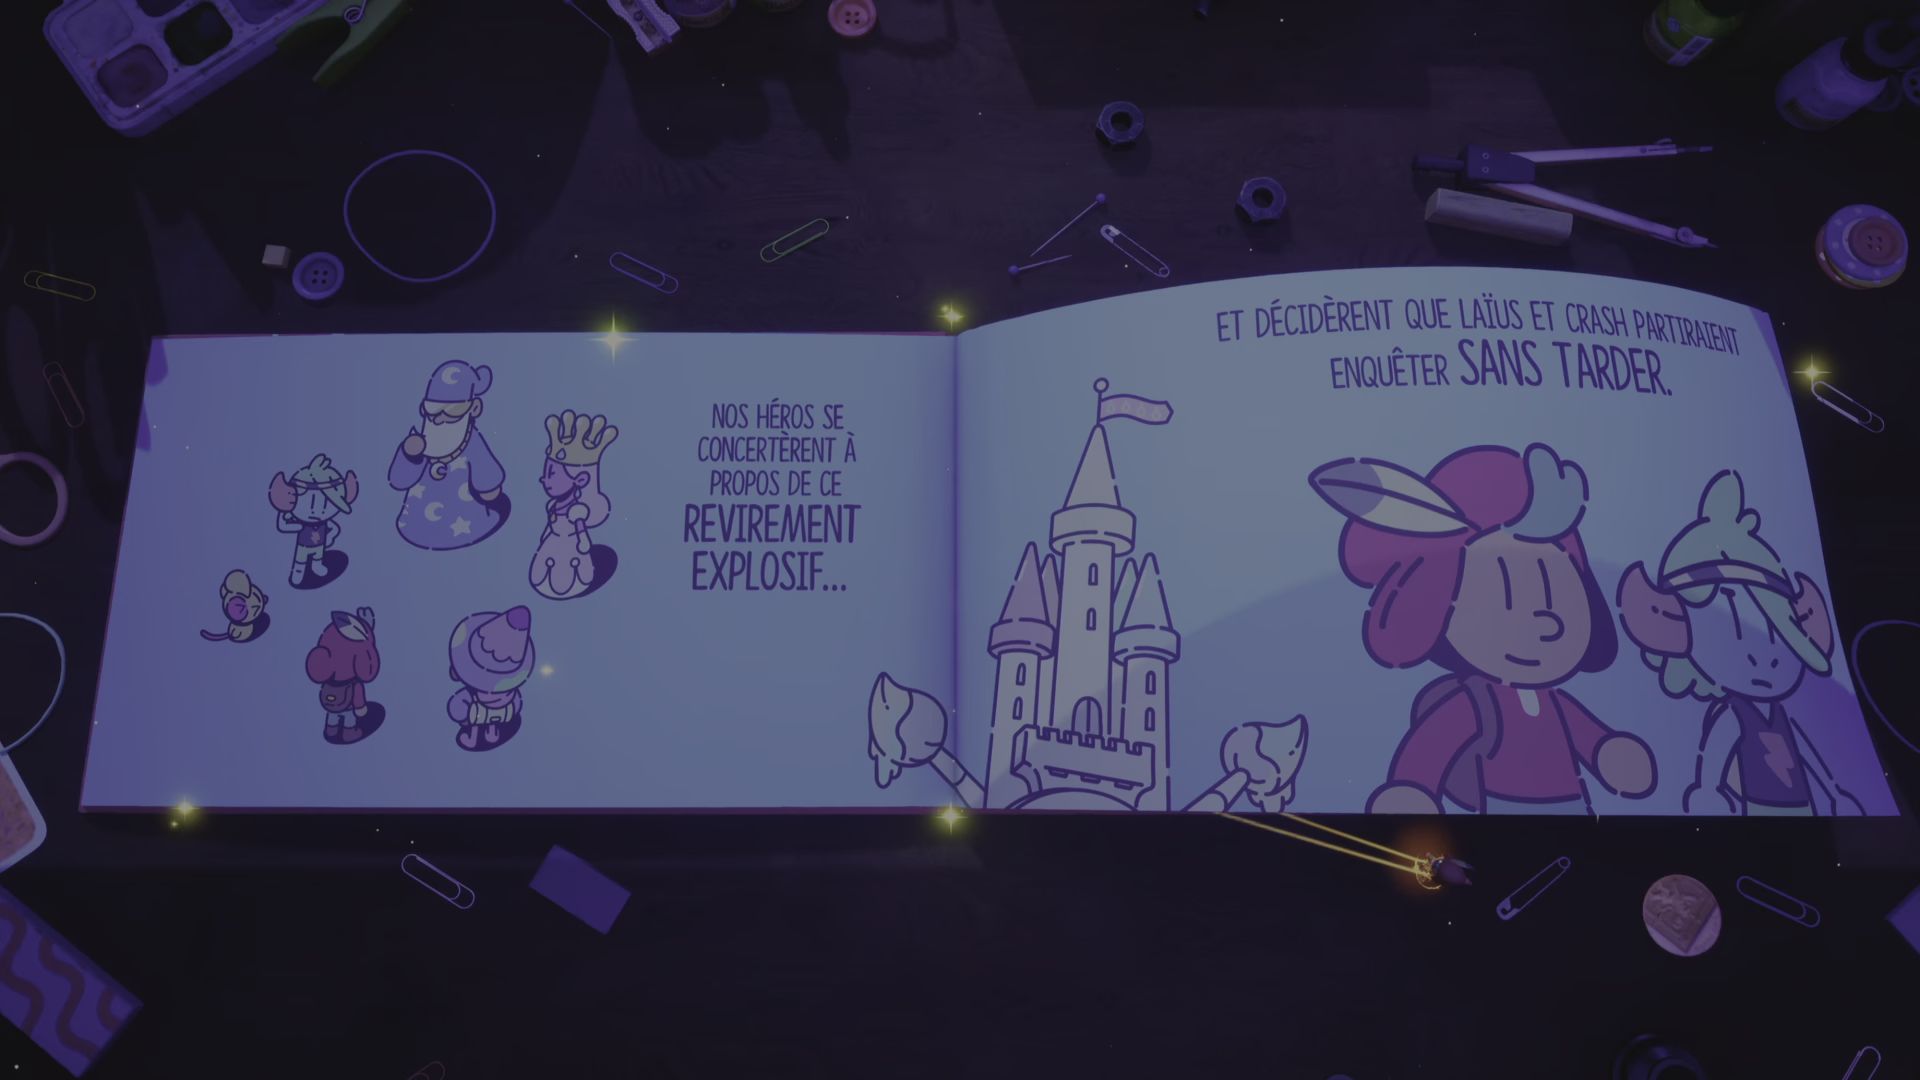 NOS HÉROS SE
CONCERTÈRENT À
PROPOS DE CE
REVIREMENT
EXPLOSIF...
ET DÉCIDÈRENT QUE LAÏUS ET CRASH PARTIRAIENT
ENQUÊTER SANS TARDER.